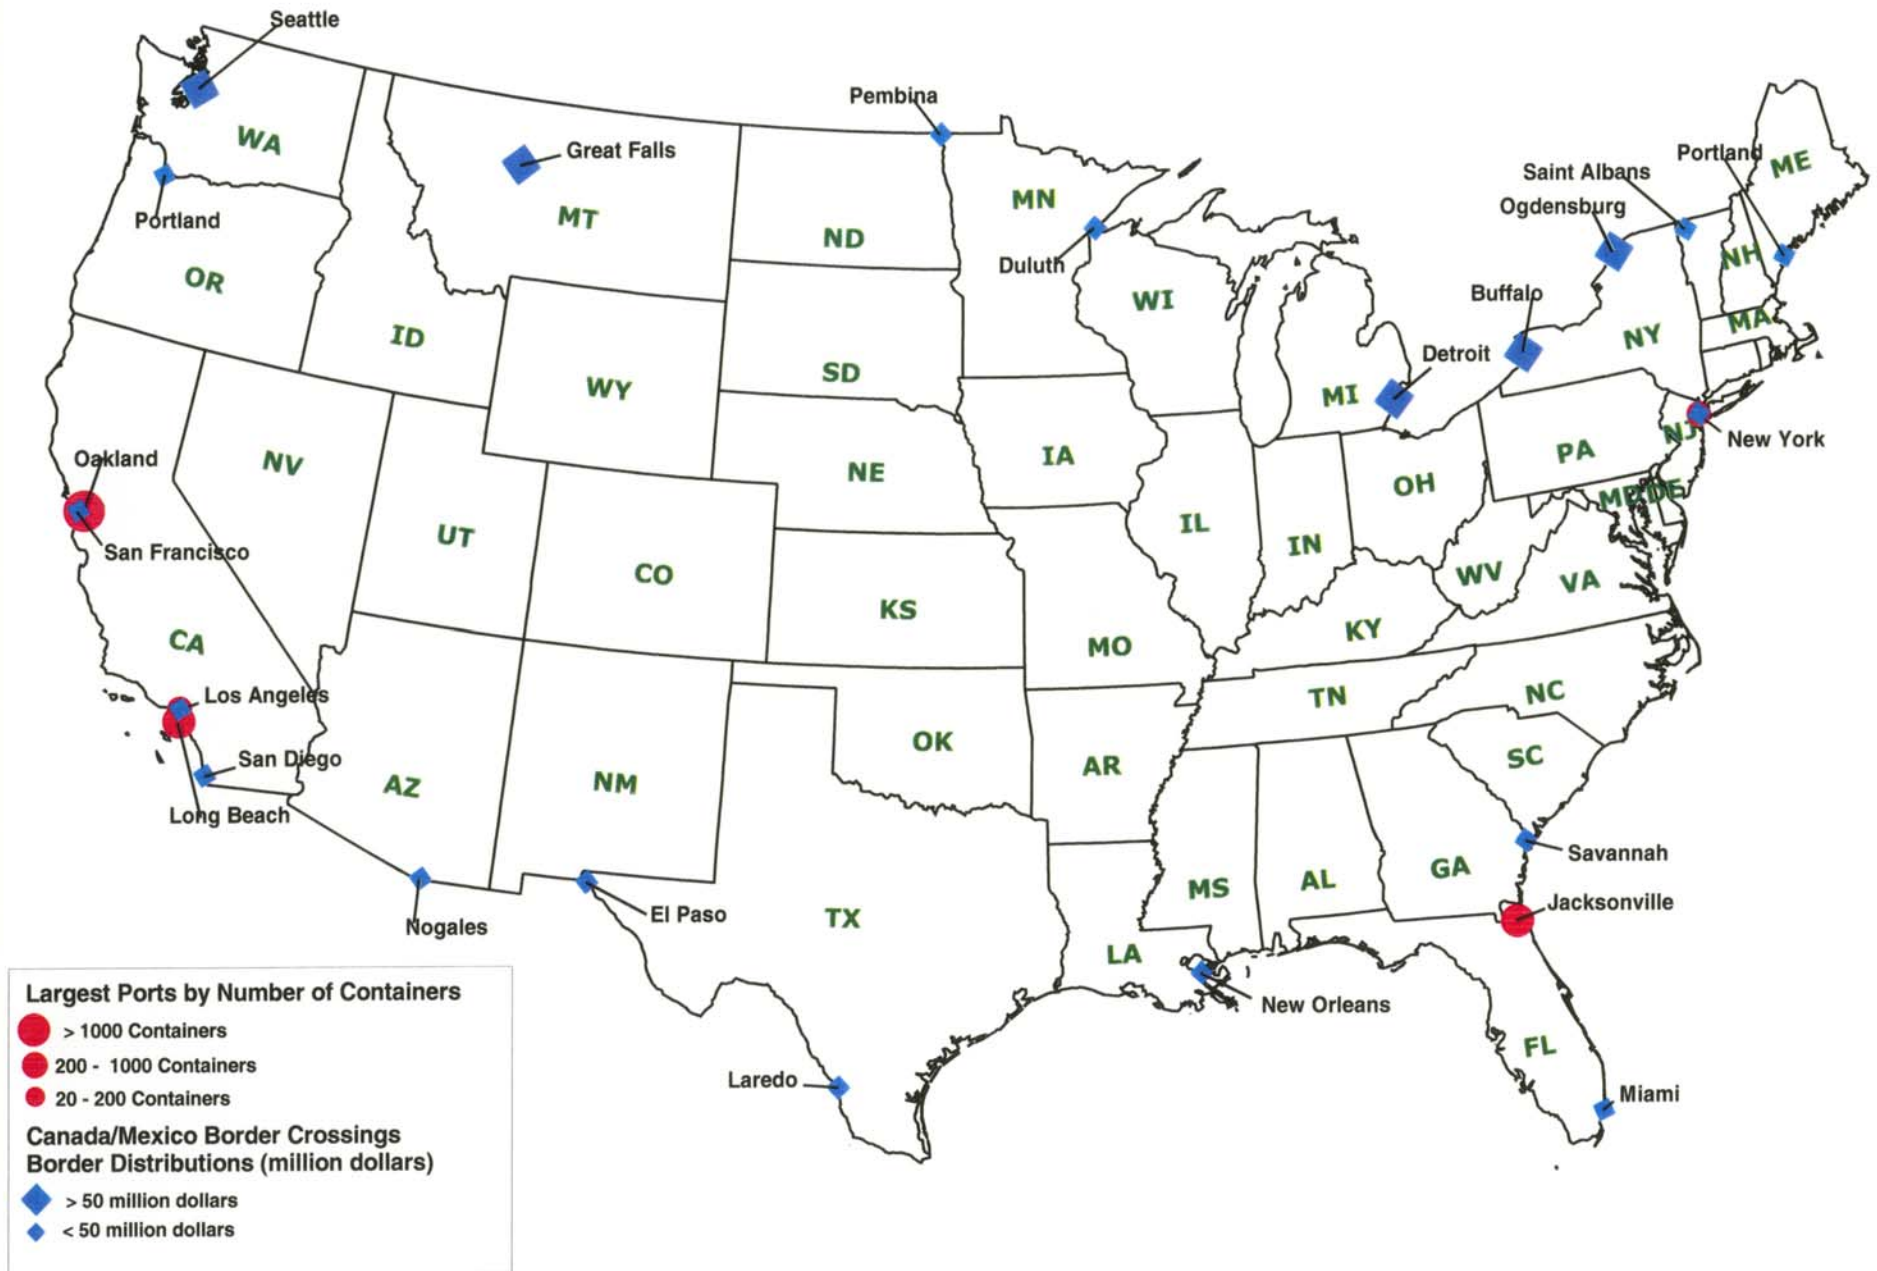 Seattle
Pembina
Great Falls
Portland
Saint Albans
Ogdensburg
WA
ME
MN
Portland
MT
ND
NH
Duluth
OR
WI
Buffalo
ID
MA
NY
Detroit
SD
WY
MI
NJ
New York
Oakland
NV
NE
IA
PA
OH
MD
DE
UT
IL
IN
San Francisco
CO
WV
VA
KS
KY
CA
MO
Los Angeles
TN
NC
San Diego
OK
AR
SC
AZ
NM
Long Beach
Savannah
GA
AL
MS
Jacksonville
El Paso
TX
Nogales
LA
New Orleans
FL
Laredo
Miami
Largest Ports by Number of Containers
> 1000 Containers
200 - 1000 Containers
20 - 200 Containers
Canada/Mexico Border Crossings
Border Distributions (million dollars)
> 50 million dollars
< 50 million dollars